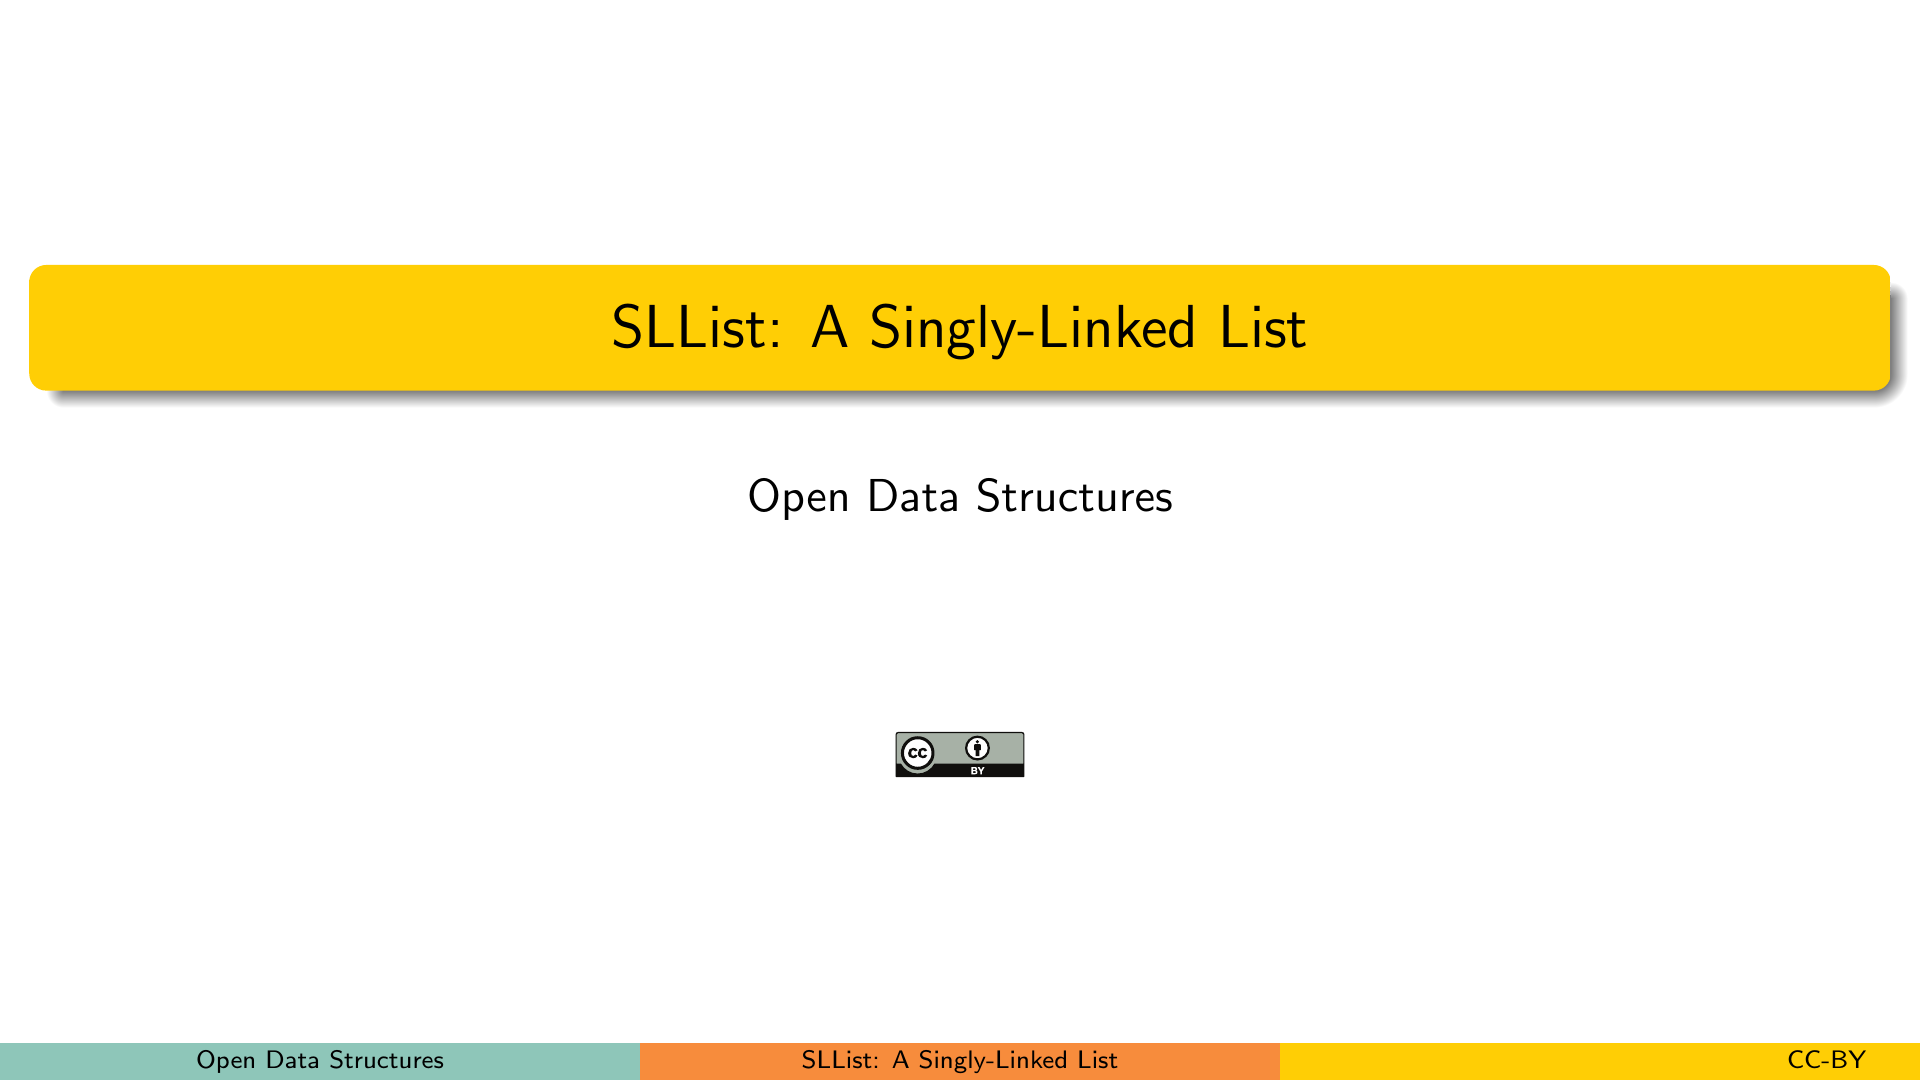 SLList: A Singly-Linked List
Open Data Structures
cc
BY
Open Data Structures
SLList: A Singly-Linked List
CC-BY